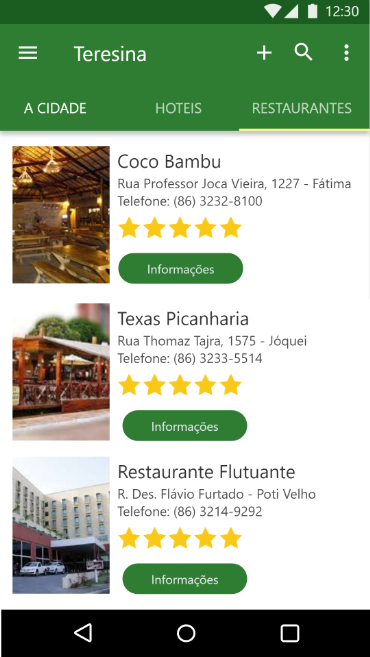 12:30
Teresina
A CIDADE
HOTEIS
RESTAURANTES
Coco Bambu
Rua Professor Joca Vieira, 1227 - Fátima
Telefone: (86) 3232-8100
Informações
Texas Picanharia
Rua Thomaz Tajra, 1575 - Jóquei
Telefone: (86) 3233-5514
Informações
Restaurante Flutuante
R. Des. Flávio Furtado - Poti Velho
Telefone: (86) 3214-9292
Informações